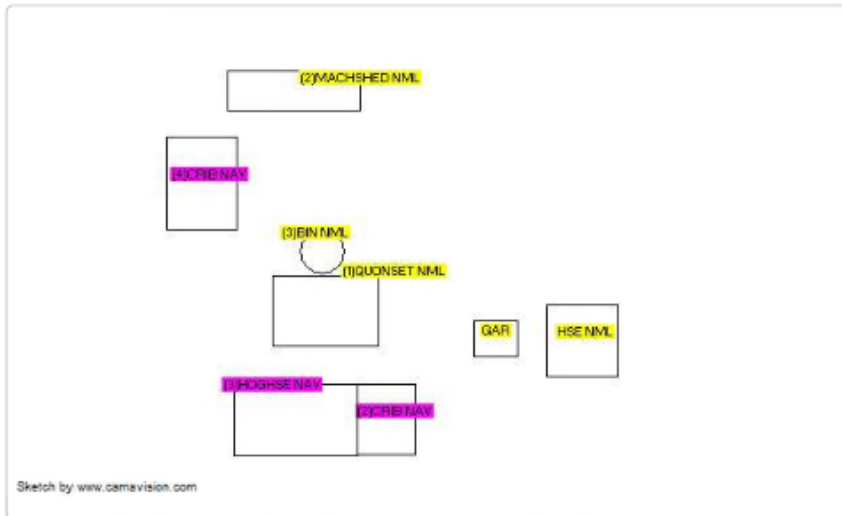 (2)MACHSHED NML
(4)CRIB NAV
(3)BIN NML
(1)QUONSET NML
GAR
HSE NML
(1)HOGHSE NAV
(2)CRIB NAV
Sketch by www.camavision.com